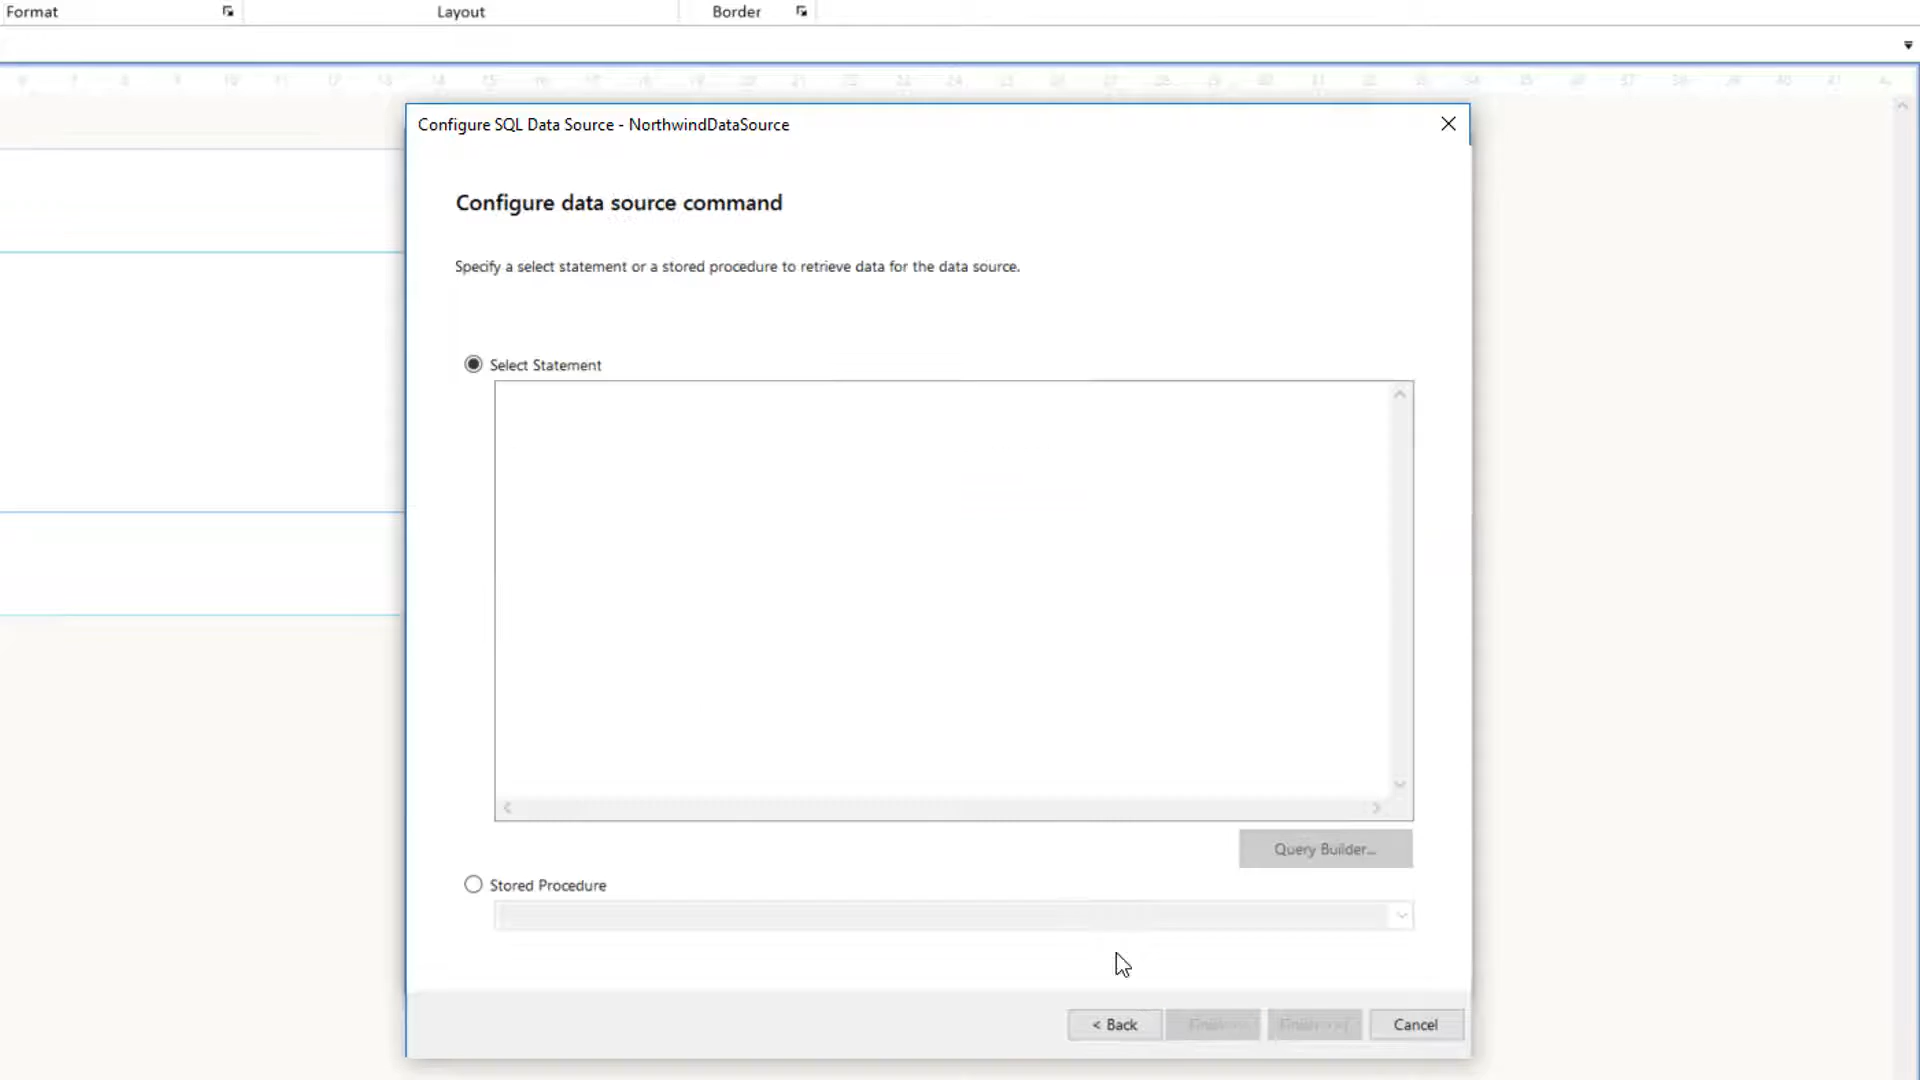 Format Layout Border
Configure SQL Data Source - NorthwindDataSource
Configure data source command
Specify a select statement or a stored procedure to retrieve data for the data source.
Select Statement
Query Builder...
Stored Procedure
< Back Cancel